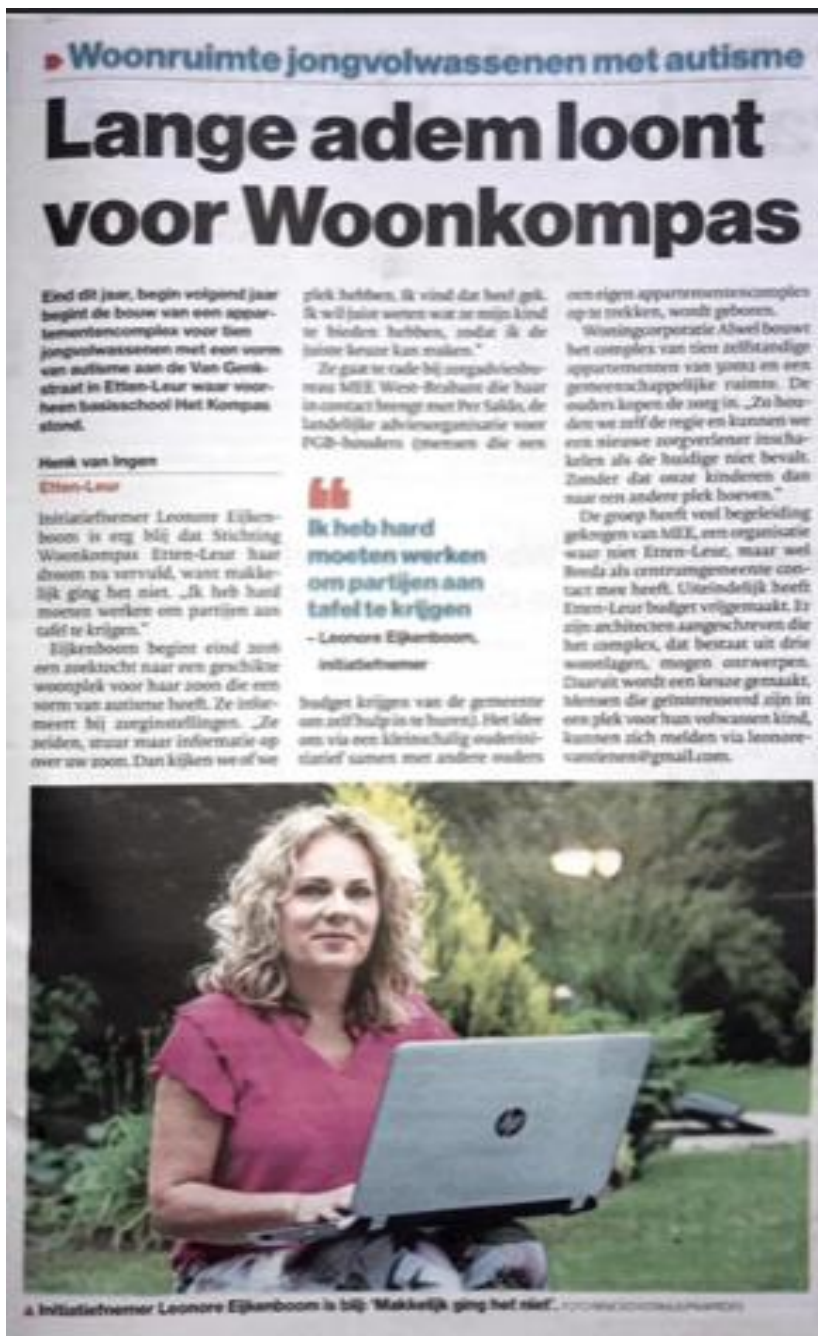 Woonruimte jongvolwassenen met autisme
Lange adem loont
voor Woonkompas
Eind dit jaar, begin volgend jaar
begint de bouw van een appar-
tementencomplex voor tien
jongvolwassenen met een vorm
van autisme aan de Van Genk-
straat in Etten-Leur waar voor-
heen basisschool Het Kompas
stond.
Henk van Ingen
Etten-Leur
Initiatiefnemer Leonore Eijken-
boom is erg blij dat Stichting
Woonkompas Etten-Leur haar
droom nu vervuld, want makke-
lijk ging het niet. „Ik heb hard
moeten werken om partijen aan
tafel te krijgen."
Eijkenboom begint eind 2016
een zoektocht naar een geschikte
woonplek voor haar zoon die een
vorm van autisme heeft. Ze infor-
meert bij zorginstellingen. „Ze
zeiden, stuur maar informatie op
over uw zoon. Dan kijken we of we
plek hebben. Ik vind dat heel gek.
Ik wil juist weten wat ze mijn kind
te bieden hebben, zodat ik de
juiste keuze kan maken."
Ze gaat te rade bij zorgadviesbu-
reau MEE West-Brabant die haar
in contact brengt met Per Saldo, de
landelijke adviesorganisatie voor
PGB-houders (mensen die een
Ik heb hard
moeten werken
om partijen aan
tafel te krijgen
– Leonore Eijkenboom,
initiatiefnemer
budget krijgen van de gemeente
om zelf hulp in te huren). Het idee
om via een kleinschalig ouderini-
tiatief samen met andere ouders
een eigen appartementencomplex
op te trekken, wordt geboren.
Woningcorporatie Alwel bouwt
het complex van tien zelfstandige
appartementen van 50m2 en een
gemeenschappelijke ruimte. De
ouders kopen de zorg in. „Zo hou-
den we zelf de regie en kunnen we
een nieuwe zorgverlener inscha-
kelen als de huidige niet bevalt.
Zonder dat onze kinderen dan
naar een andere plek hoeven."
De groep heeft veel begeleiding
gekregen van MEE, een organisatie
waar niet Etten-Leur, maar wel
Breda als centrumgemeente con-
tact mee heeft. Uiteindelijk heeft
Etten-Leur budget vrijgemaakt. Er
zijn architecten aangeschreven die
het complex, dat bestaat uit drie
woonlagen, mogen ontwerpen.
Daaruit wordt een keuze gemaakt.
Mensen die geïnteresseerd zijn in
een plek voor hun volwassen kind,
kunnen zich melden via leonore-
vanrienen@gmail.com.
hp
Initiatiefnemer Leonore Eijkenboom is blij: 'Makkelijk ging het niet'. FOTO